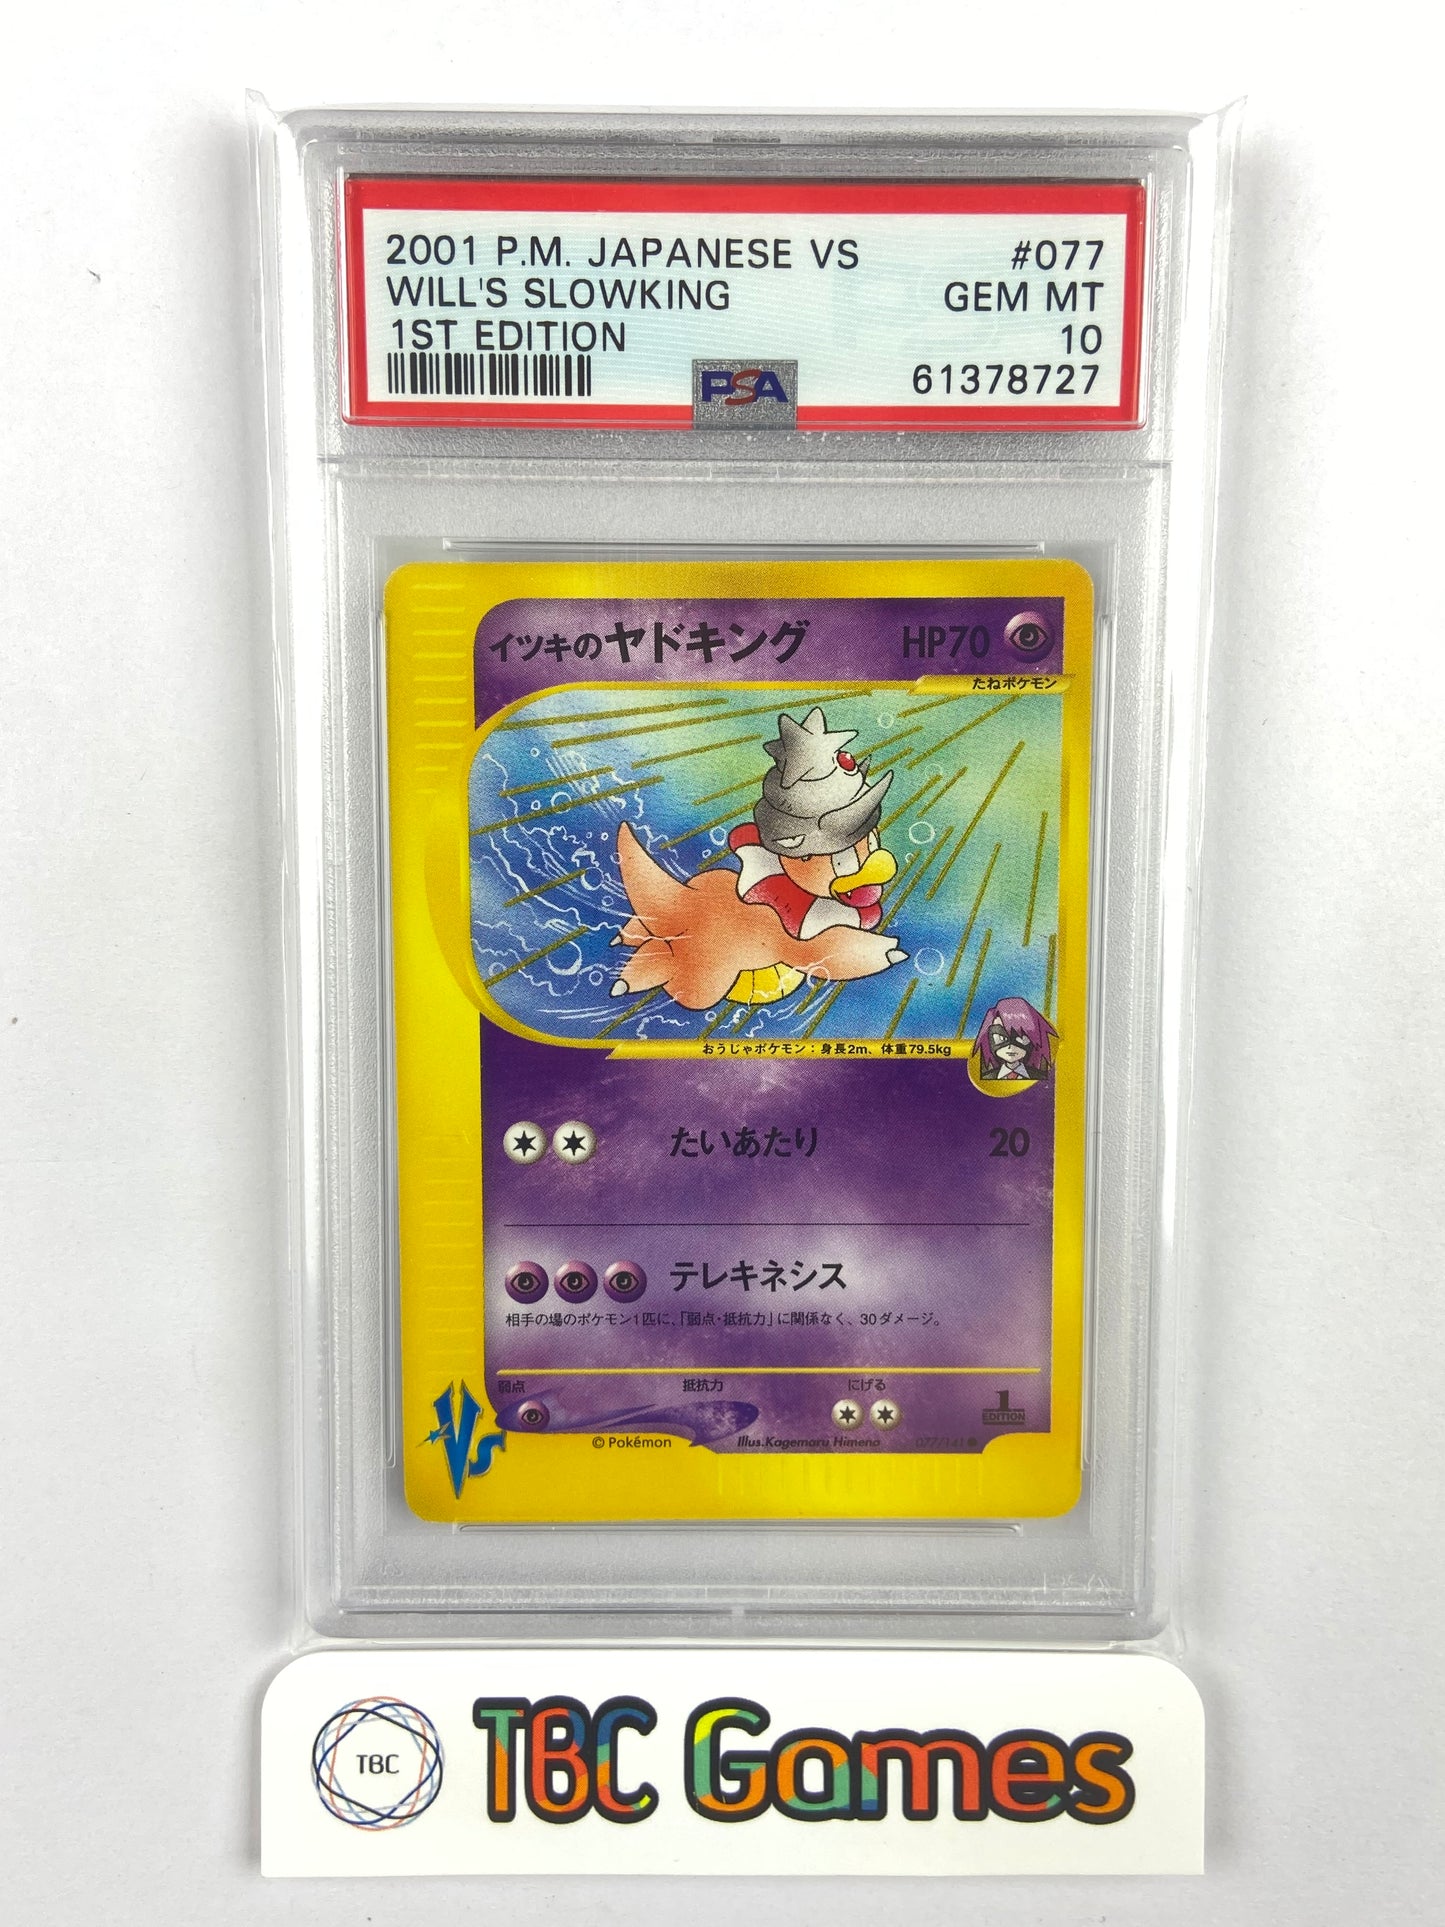 2001 P.M. JAPANESE VS #077
WILL'S SLOWKING GEM MT
1ST EDITION 10
PSA 61378727
イツキのヤドキング HP70
たねポケモン
おうじゃポケモン：身長2m、体重79.5kg
たいあたり 20
テレキネシス
相手の場のポケモン1匹に、「弱点・抵抗力」に関係なく、30ダメージ。
弱点 抵抗力 にげる
1 EDITION
VS
© Pokémon Illus.Kagemaru Himeno 077/141
TBC TBC Games